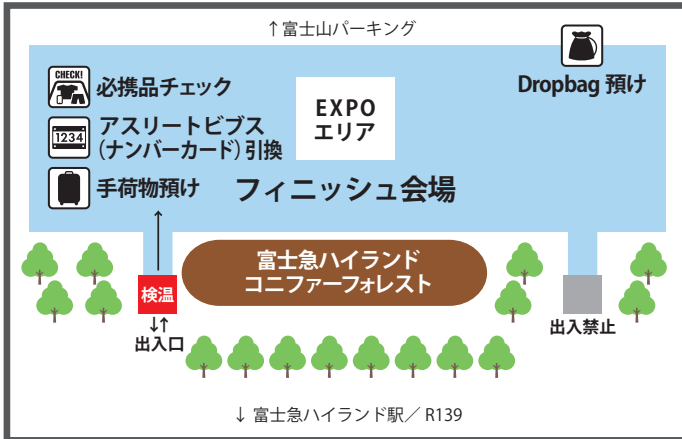 ↑富士山パーキング
CHECK!
必携品チェック
1234
アスリートビブス
(ナンバーカード)引換
手荷物預け
EXPO
エリア
Dropbag 預け
フィニッシュ会場
富士急ハイランド
コニファーフォレスト
検温
↓↑
出入口
出入禁止
↓ 富士急ハイランド駅／R139